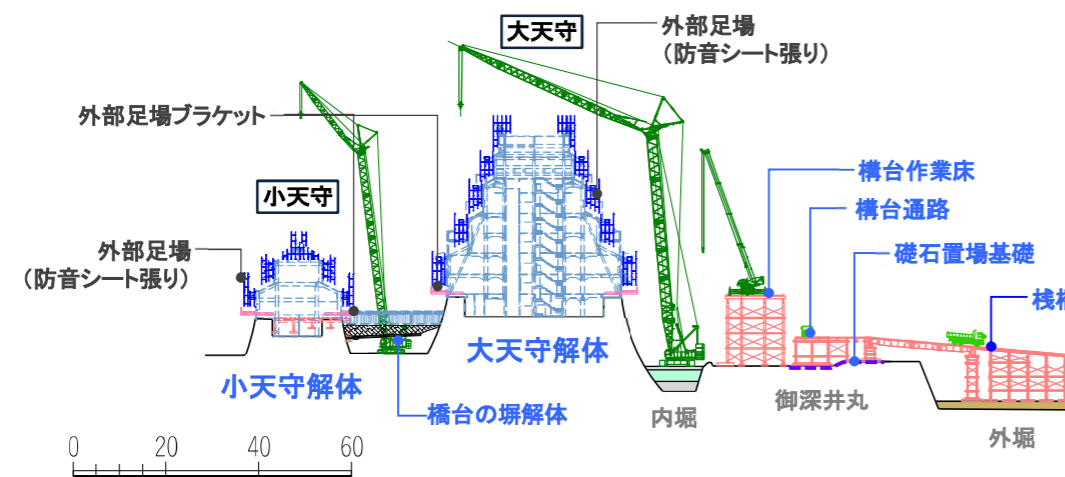 大天守
外部足場
(防音シート張り)
外部足場ブラケット
小天守
外部足場
(防音シート張り)
構台作業床
構台通路
礎石置場基礎
桟橋
大天守解体
小天守解体
橋台の塀解体
内堀
御深井丸
外堀
0 20 40 60